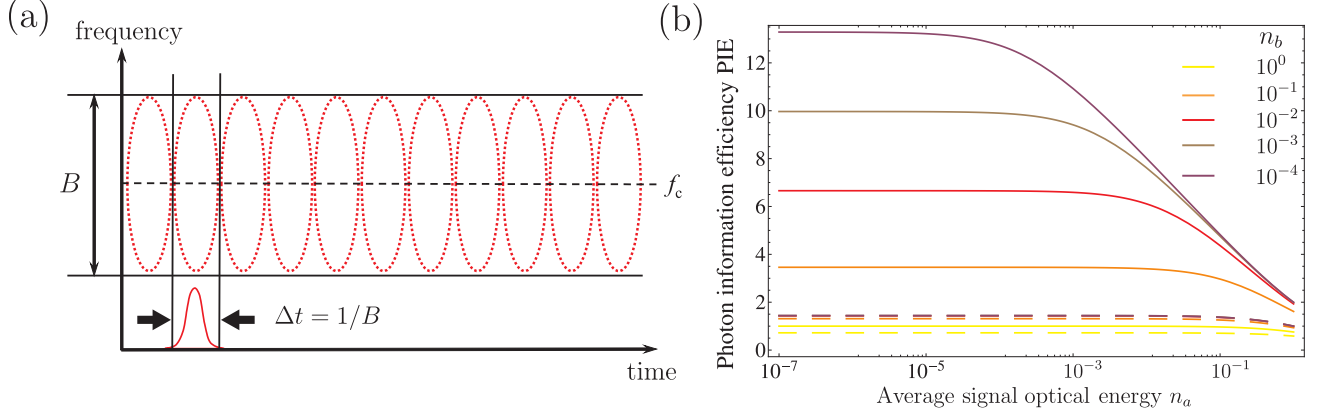 (a)
frequency
B
f_c
Δt = 1/B
time
(b)
Photon information efficiency PIE
12
10
8
6
4
2
0
n_b
10^0
10^-1
10^-2
10^-3
10^-4
10^-7
10^-5
10^-3
10^-1
Average signal optical energy n_a